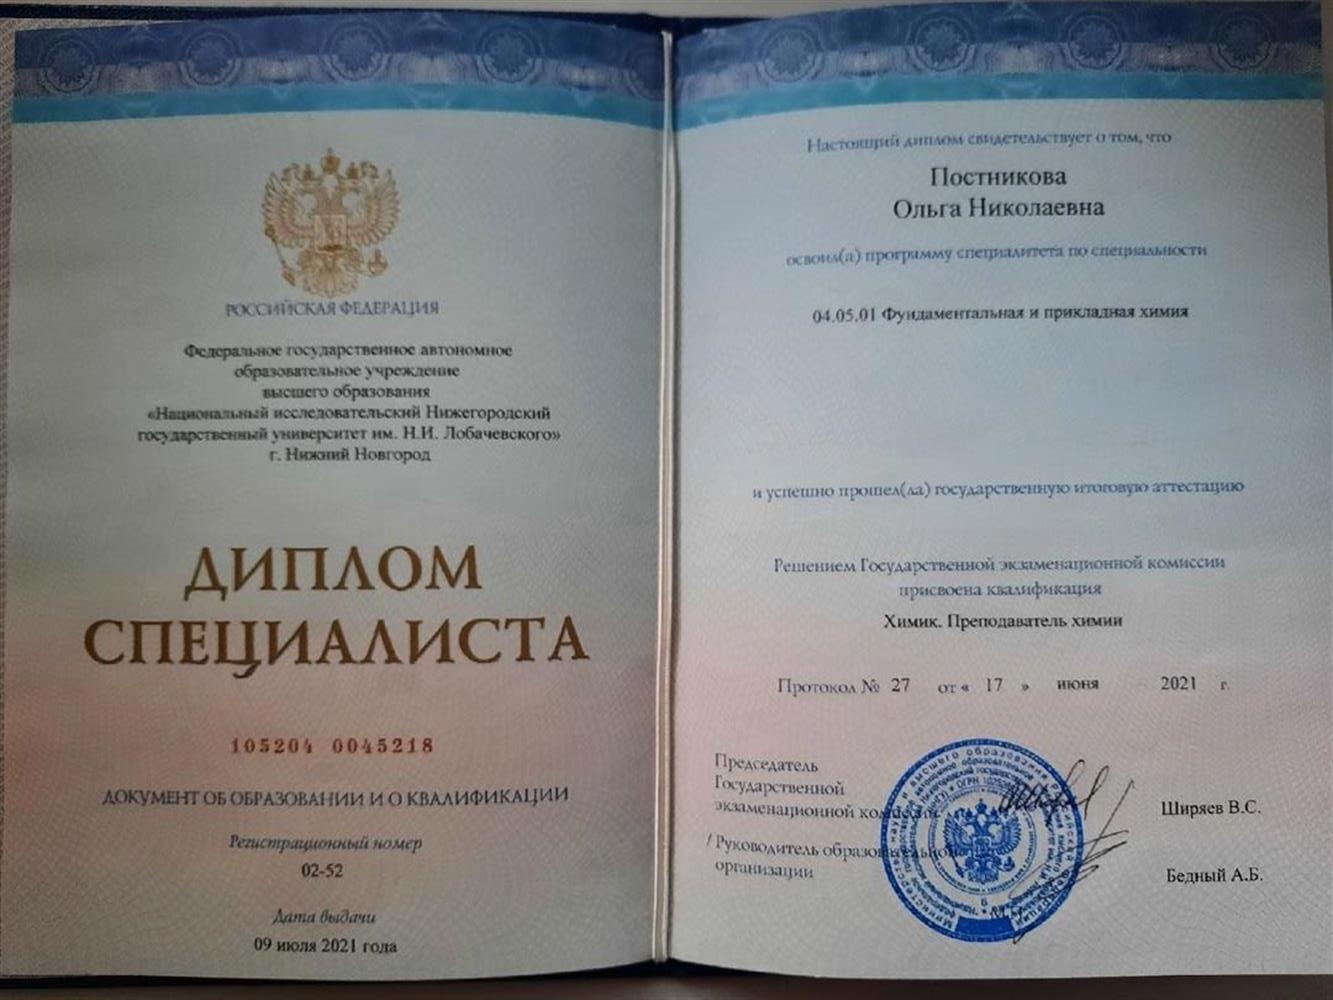 РОССИЙСКАЯ ФЕДЕРАЦИЯ
Федеральное государственное автономное
образовательное учреждение
высшего образования
«Национальный исследовательский Нижегородский
государственный университет им. Н.И. Лобачевского»
г. Нижний Новгород
ДИПЛОМ
СПЕЦИАЛИСТА
105204 0045218
ДОКУМЕНТ ОБ ОБРАЗОВАНИИ И О КВАЛИФИКАЦИИ
Регистрационный номер
02-52
Дата выдачи
09 июля 2021 года
Настоящий диплом свидетельствует о том, что
Постникова
Ольга Николаевна
освоил(а) программу специалитета по специальности
04.05.01 Фундаментальная и прикладная химия
и успешно прошел(ла) государственную итоговую аттестацию
Решением Государственной экзаменационной комиссии
присвоена квалификация
Химик. Преподаватель химии
Протокол № 27 от « 17 » июня 2021 г.
Председатель
Государственной
экзаменационной комиссии
Ширяев В.С.
/ Руководитель образовательной
организации
Бедный А.Б.